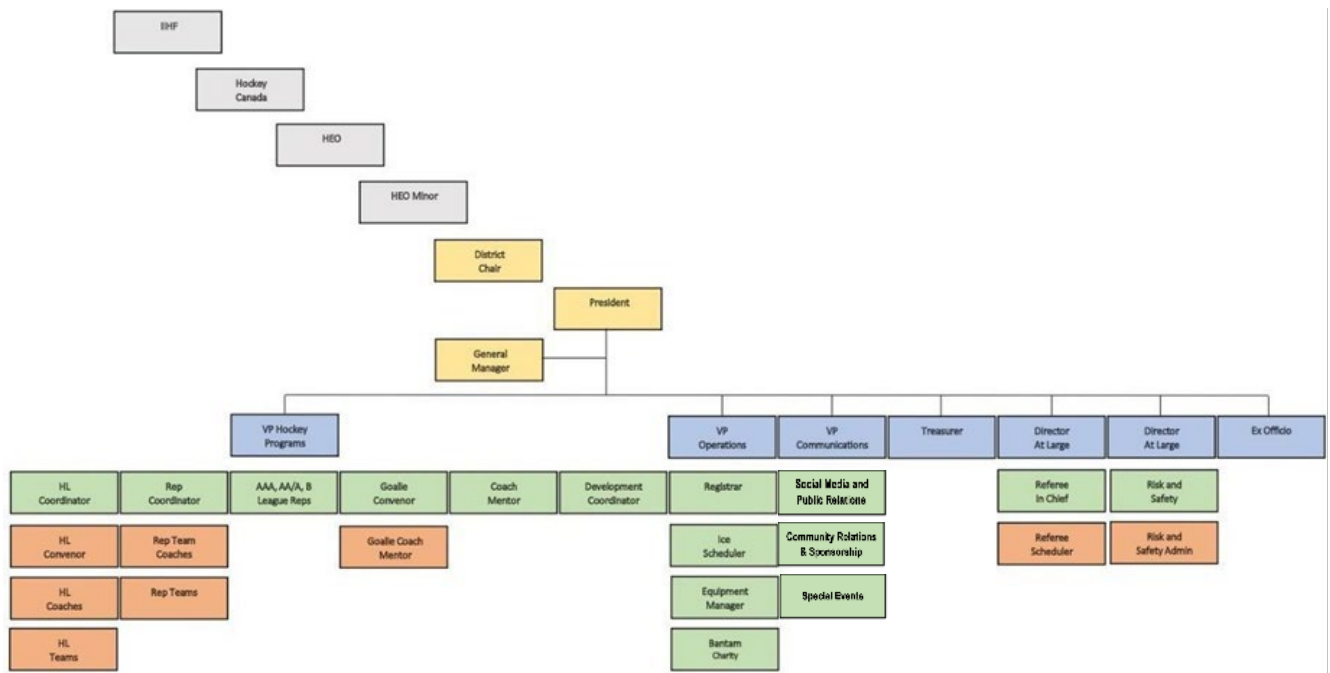 IIHF
Hockey
Canada
HEO
HEO Minor
District
Chair
President
General
Manager
VP Hockey
Programs
VP
Operations
VP
Communications
Treasurer
Director
At Large
Director
At Large
Ex Officio
HL
Coordinator
Rep
Coordinator
AAA, AA/A, B
League Reps
Goalie
Convenor
Coach
Mentor
Development
Coordinator
Registrar
Social Media and
Public Relations
Referee
In Chief
Risk and
Safety
HL
Convenor
Rep Team
Coaches
Goalie Coach
Mentor
Ice
Scheduler
Community Relations
& Sponsorship
Referee
Scheduler
Risk and
Safety Admin
HL
Coaches
Rep Teams
Equipment
Manager
Special Events
HL
Teams
Bantam
Charity